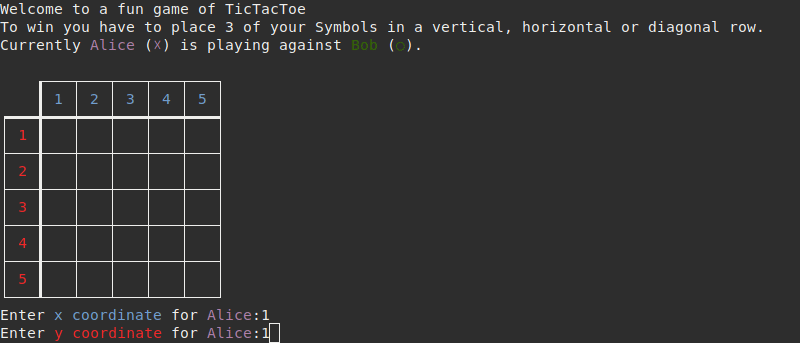 Welcome to a fun game of TicTacToe
To win you have to place 3 of your Symbols in a vertical, horizontal or diagonal row.
Currently Alice (☓) is playing against Bob (○).
1 2 3 4 5
1
2
3
4
5
Enter x coordinate for Alice:1
Enter y coordinate for Alice:1